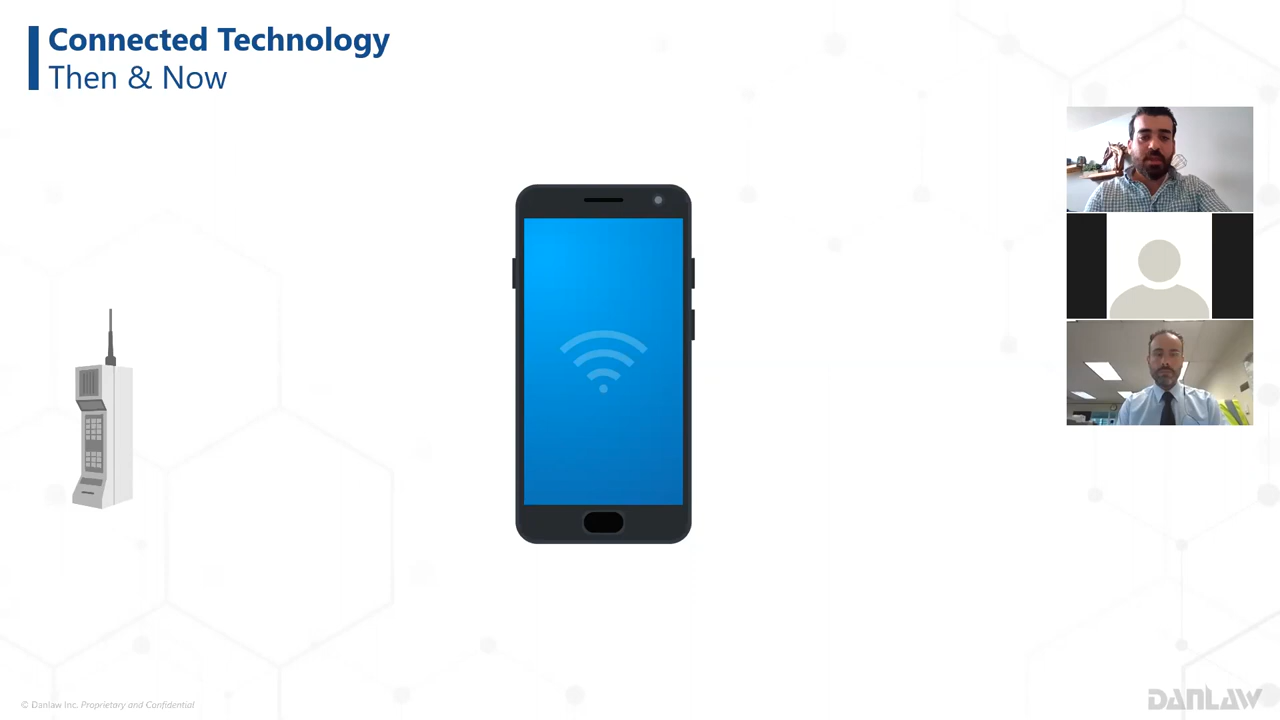 Connected Technology
Then & Now
© Danlaw Inc. Proprietary and Confidential
DANLAW